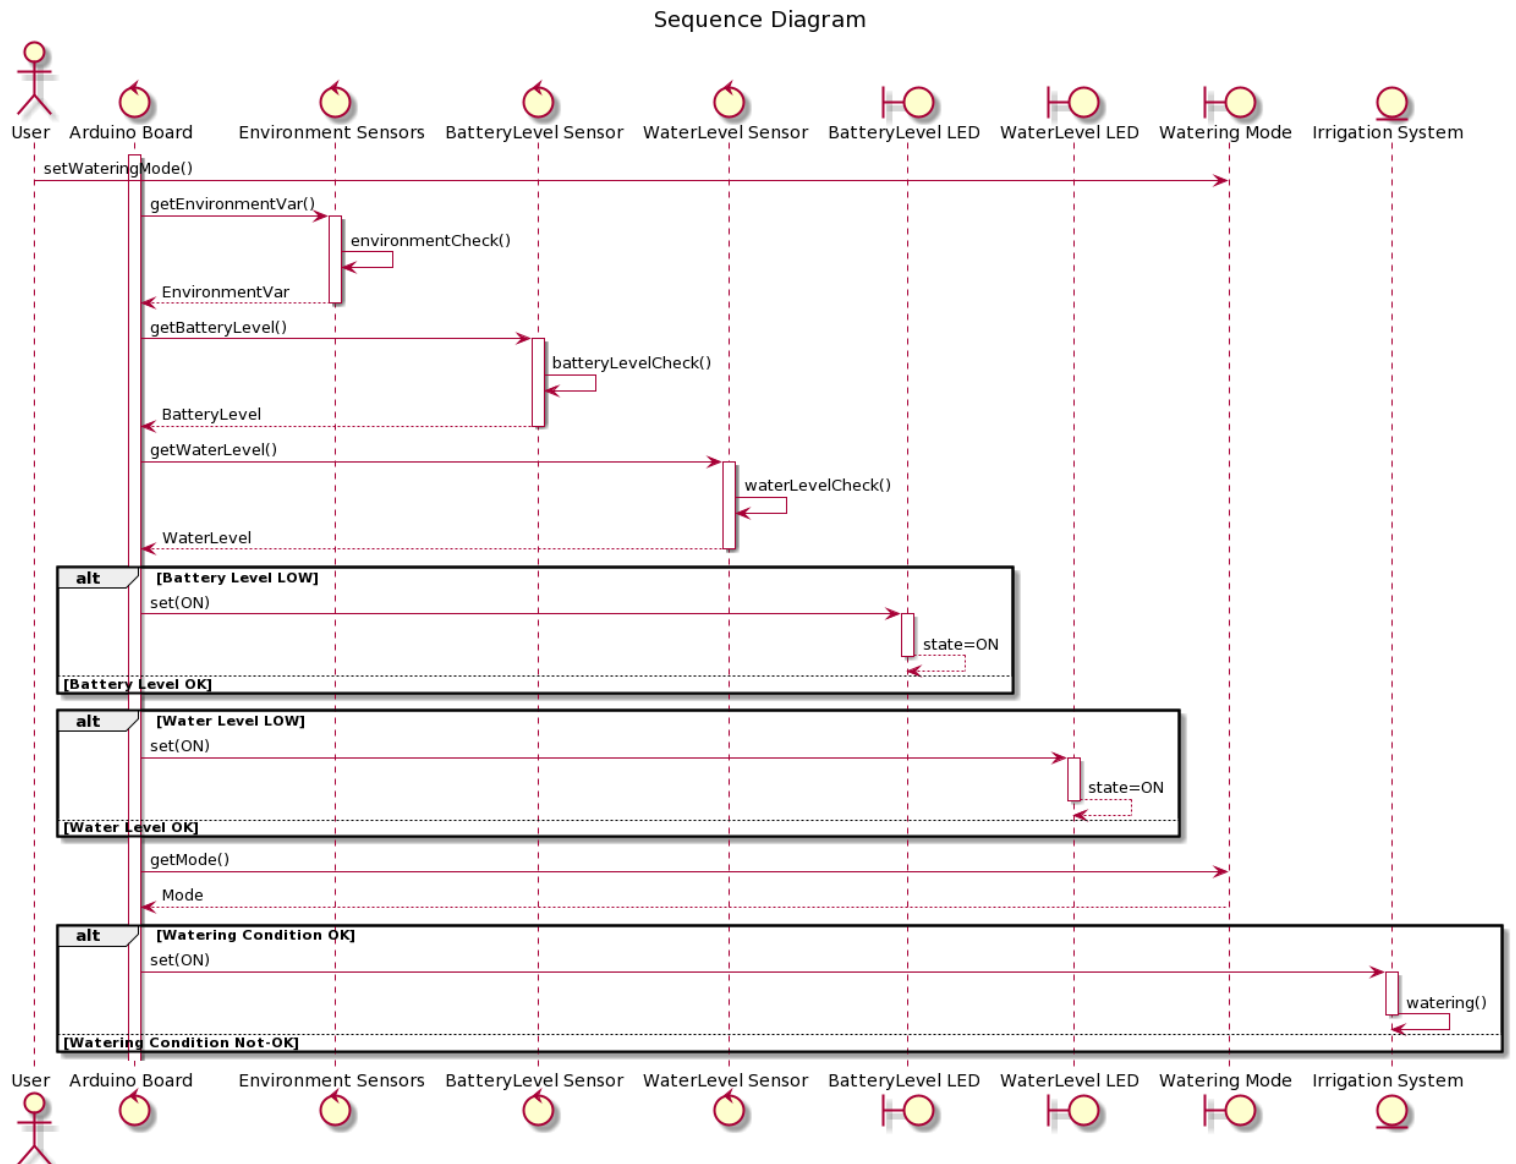 Sequence Diagram
User Arduino Board Environment Sensors BatteryLevel Sensor WaterLevel Sensor BatteryLevel LED WaterLevel LED Watering Mode Irrigation System
setWateringMode()
getEnvironmentVar()
environmentCheck()
EnvironmentVar
getBatteryLevel()
batteryLevelCheck()
BatteryLevel
getWaterLevel()
waterLevelCheck()
WaterLevel
alt [Battery Level LOW]
set(ON)
state=ON
[Battery Level OK]
alt [Water Level LOW]
set(ON)
state=ON
[Water Level OK]
getMode()
Mode
alt [Watering Condition OK]
set(ON)
watering()
[Watering Condition Not-OK]
User Arduino Board Environment Sensors BatteryLevel Sensor WaterLevel Sensor BatteryLevel LED WaterLevel LED Watering Mode Irrigation System